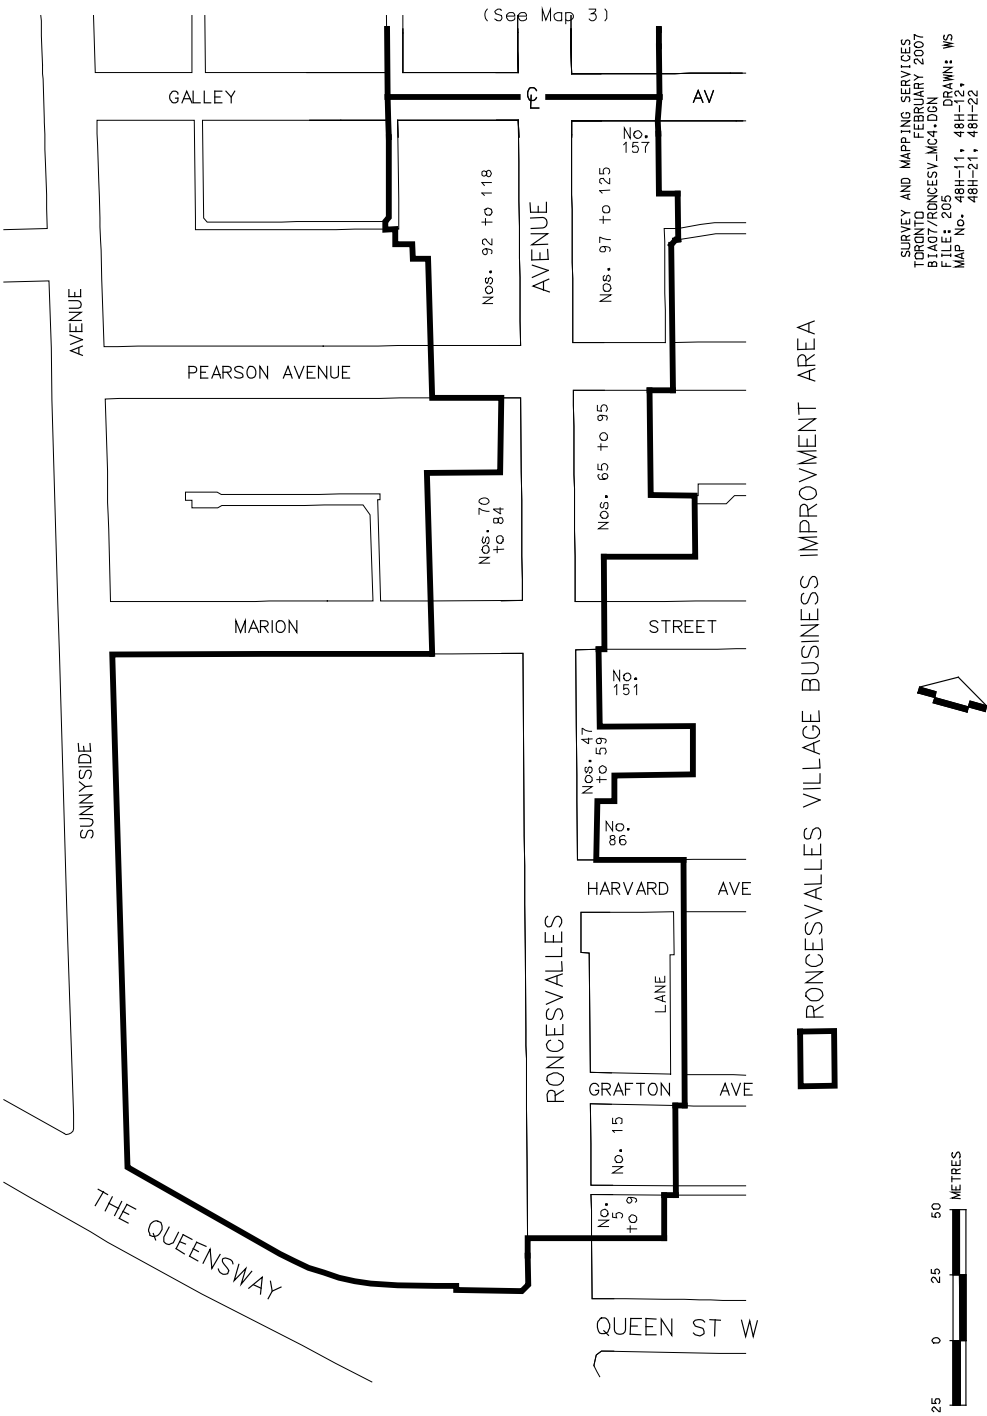 (See Map 3)
GALLEY
℄
AV
No.
157
Nos. 92 to 118
AVENUE
Nos. 97 to 125
AVENUE
PEARSON AVENUE
Nos. 70
to 84
Nos. 65 to 95
MARION
STREET
No.
151
Nos. 47
to 59
No.
86
SUNNYSIDE
HARVARD
AVE
RONCESVALLES
LANE
GRAFTON
AVE
No. 15
No.
5
to 9
THE QUEENSWAY
QUEEN ST W
RONCESVALLES VILLAGE BUSINESS IMPROVMENT AREA
SURVEY AND MAPPING SERVICES
TORONTO FEBRUARY 2007
BIA07/RONCESV_MC4.DGN
FILE: 205 DRAWN: WS
MAP No. 48H-11, 48H-12,
48H-21, 48H-22
25 0 25 50
METRES